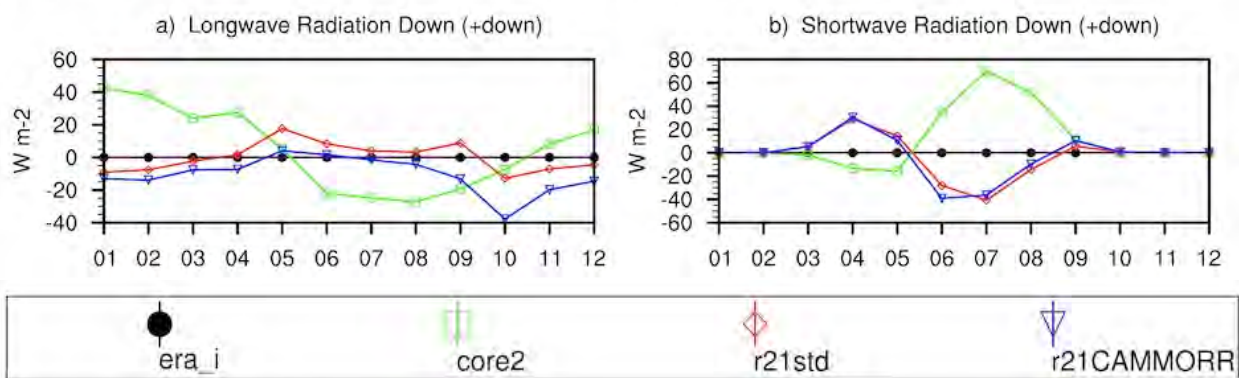 a) Longwave Radiation Down (+down)
60
40
20
0
-20
-40
W m-2
01 02 03 04 05 06 07 08 09 10 11 12
b) Shortwave Radiation Down (+down)
80
60
40
20
0
-20
-40
-60
W m-2
01 02 03 04 05 06 07 08 09 10 11 12
era_i core2 r21std r21CAMMORR